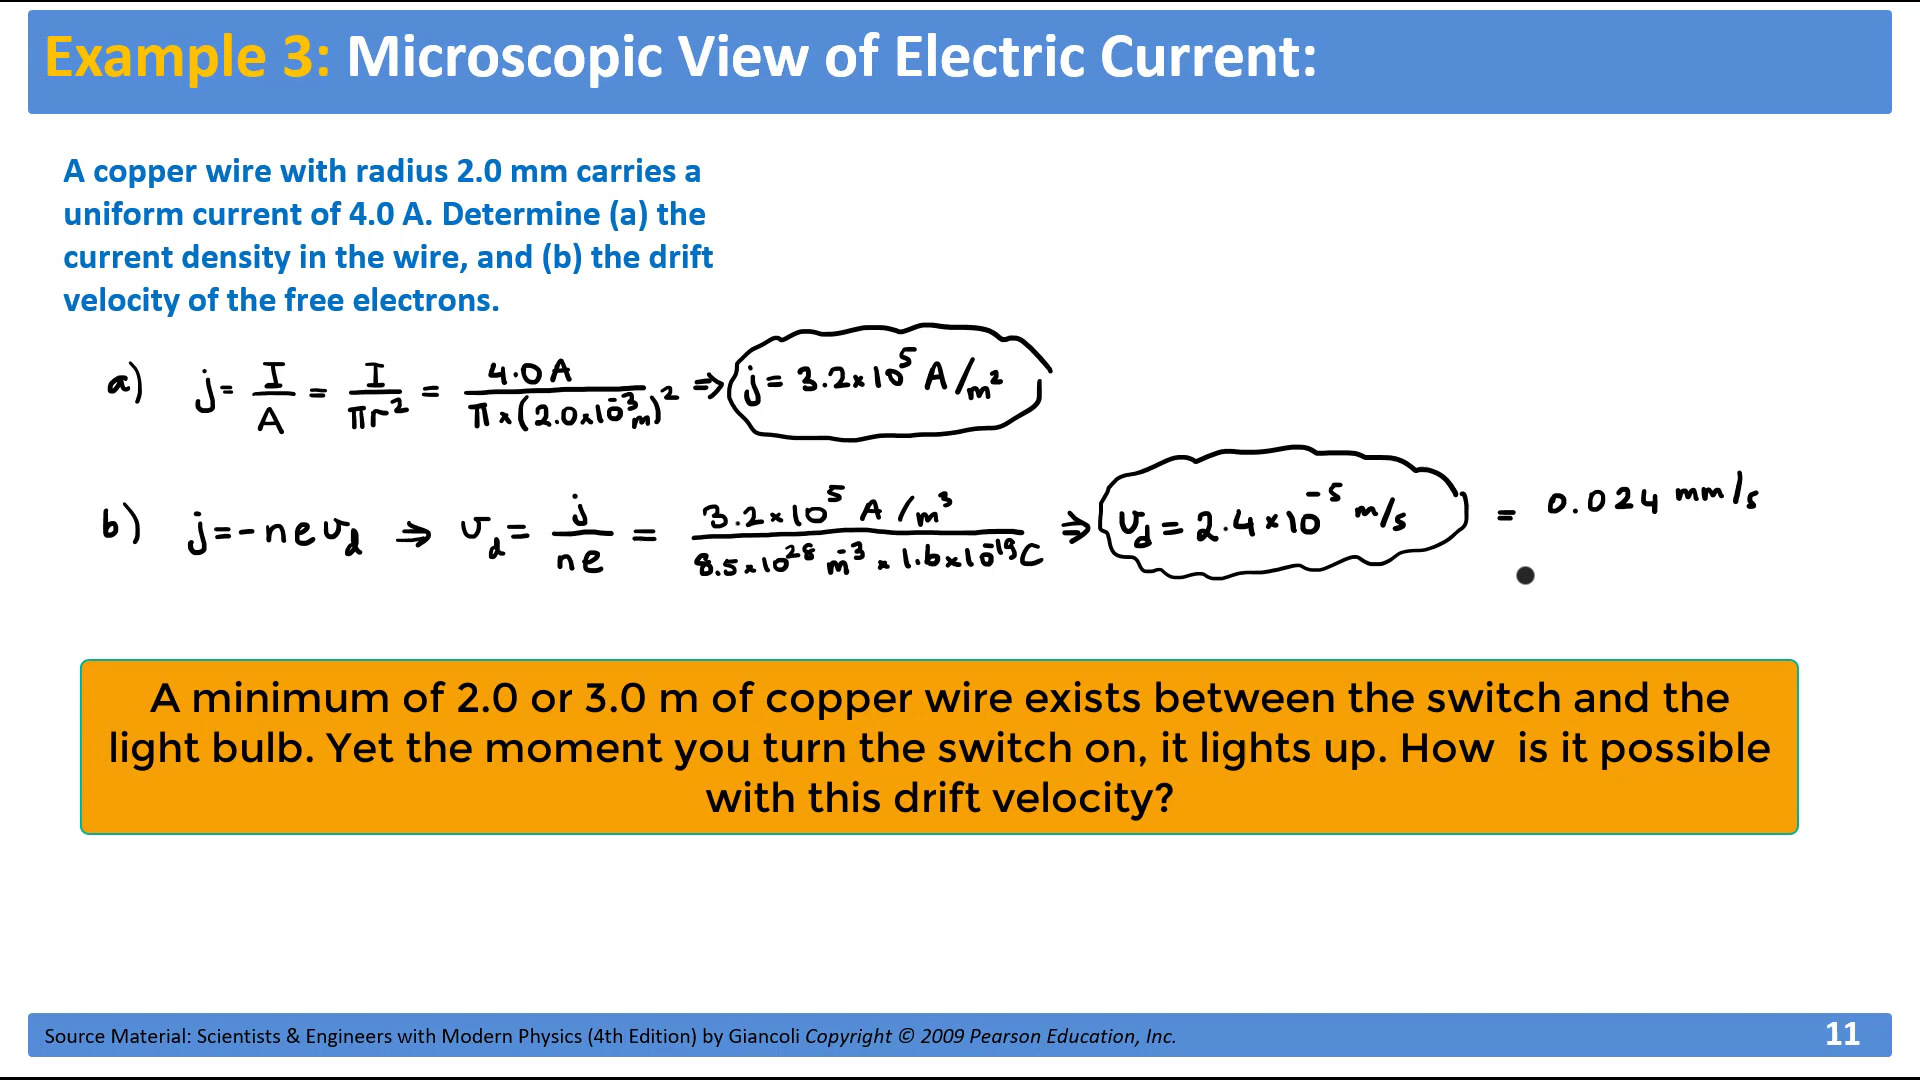 Example 3: Microscopic View of Electric Current:
A copper wire with radius 2.0 mm carries a
uniform current of 4.0 A. Determine (a) the
current density in the wire, and (b) the drift
velocity of the free electrons.
a) j = I/A = I/πr² = 4.0 A/π×(2.0×10⁻³m)² ⇒ j = 3.2×10⁵ A/m²
b) j = -nev_d ⇒ v_d = j/ne = 3.2×10⁵ A/m³/8.5×10²⁸ m⁻³ × 1.6×10⁻¹⁹C ⇒ v_d = 2.4×10⁻⁵ m/s = 0.024 mm/s
A minimum of 2.0 or 3.0 m of copper wire exists between the switch and the
light bulb. Yet the moment you turn the switch on, it lights up. How is it possible
with this drift velocity?
Source Material: Scientists & Engineers with Modern Physics (4th Edition) by Giancoli Copyright © 2009 Pearson Education, Inc.
11